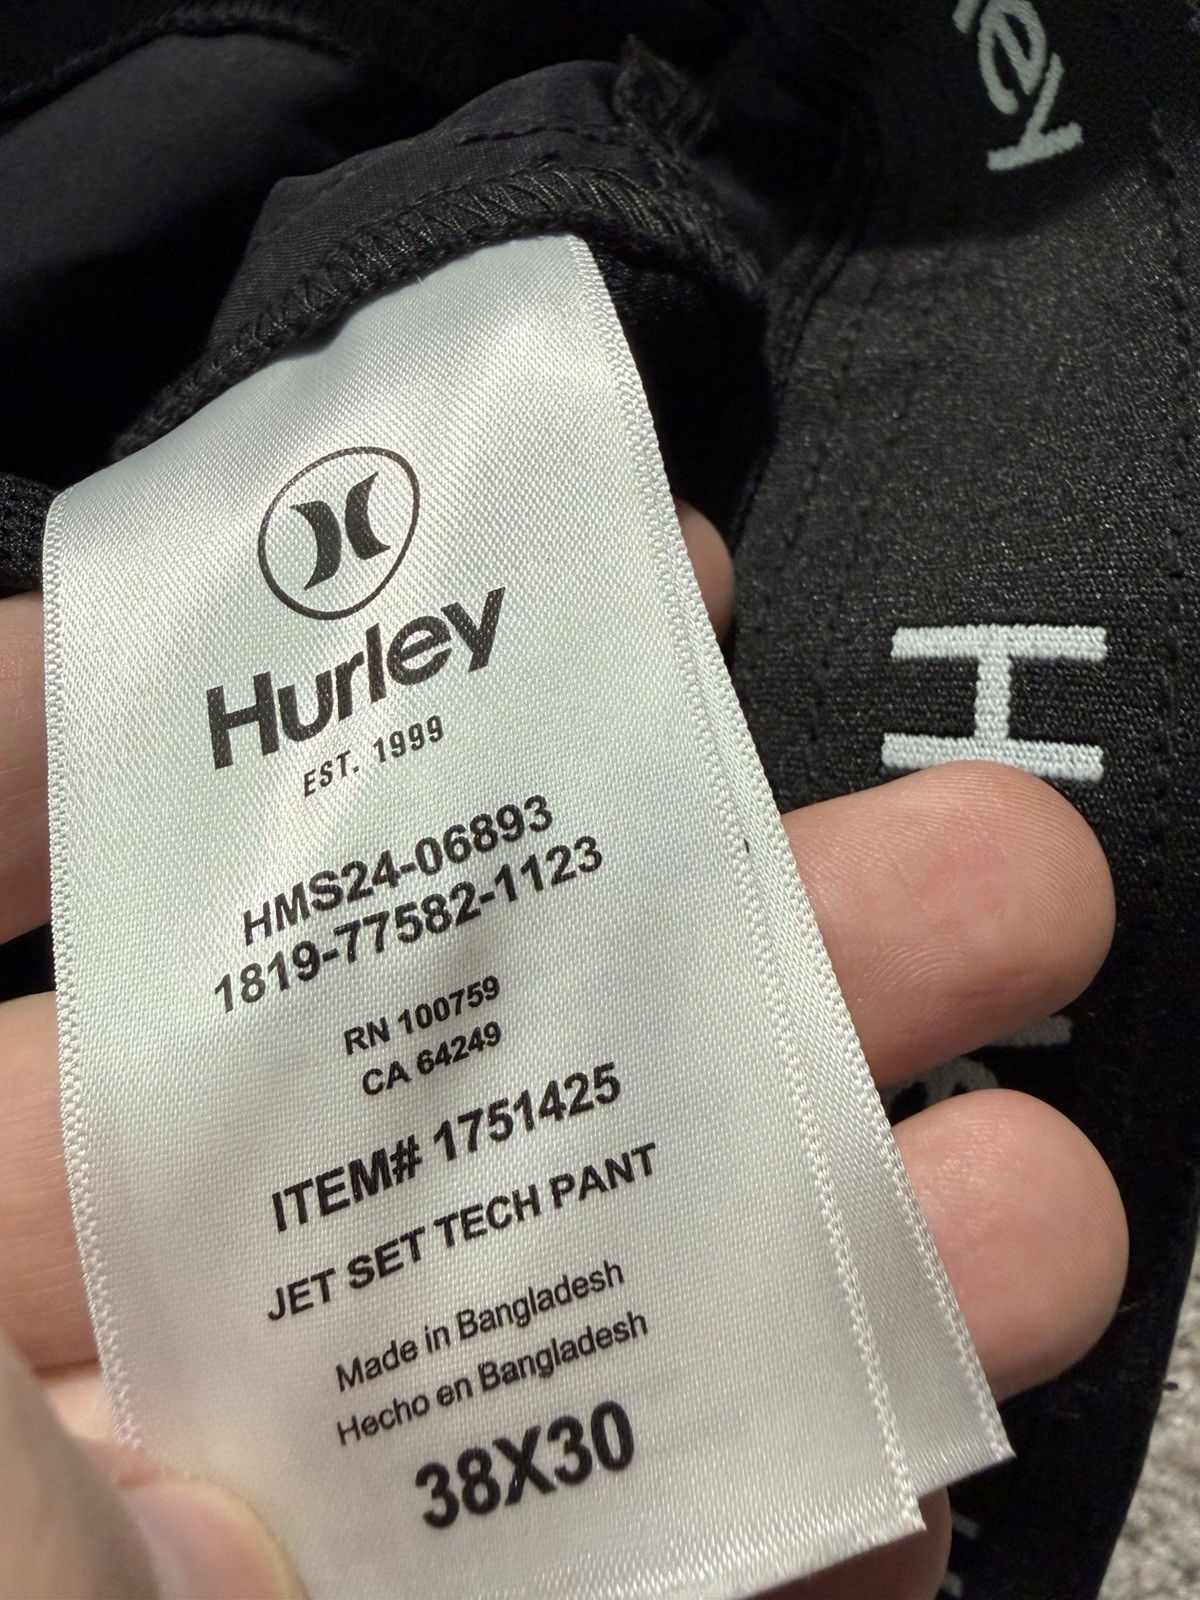 Hurley
EST. 1999
HMS24-06893
1819-77582-1123
RN 100759
CA 64249
ITEM# 1751425
JET SET TECH PANT
Made in Bangladesh
Hecho en Bangladesh
38X30
ley
H